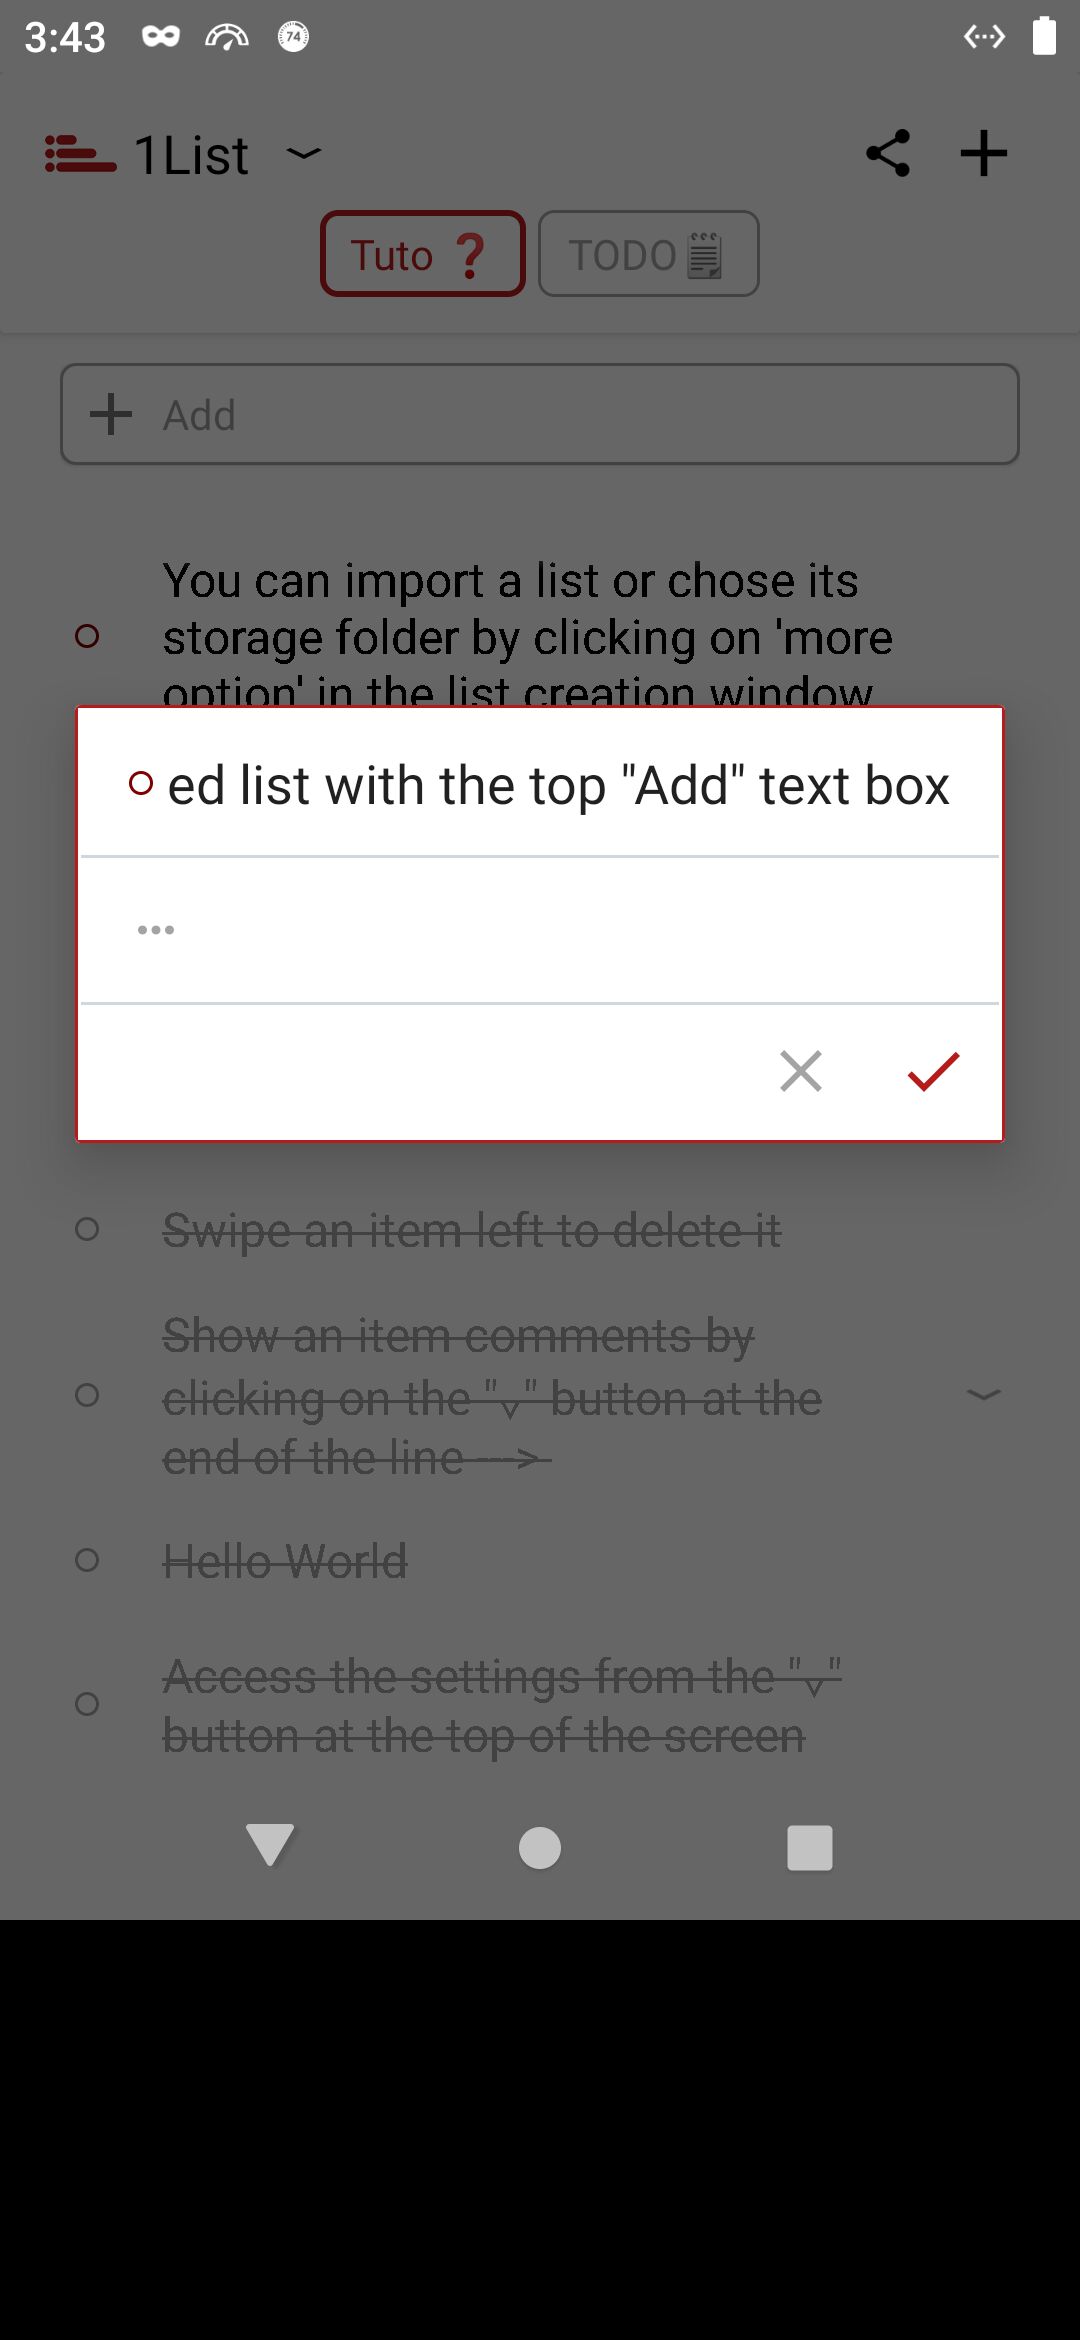 3:43
74
1List
Tuto ❓
TODO
Add
You can import a list or chose its
storage folder by clicking on 'more
option' in the list creation window
ed list with the top "Add" text box
...
Swipe an item left to delete it
Show an item comments by
clicking on the "⌄" button at the
end of the line --->
Hello World
Access the settings from the "⌄"
button at the top of the screen